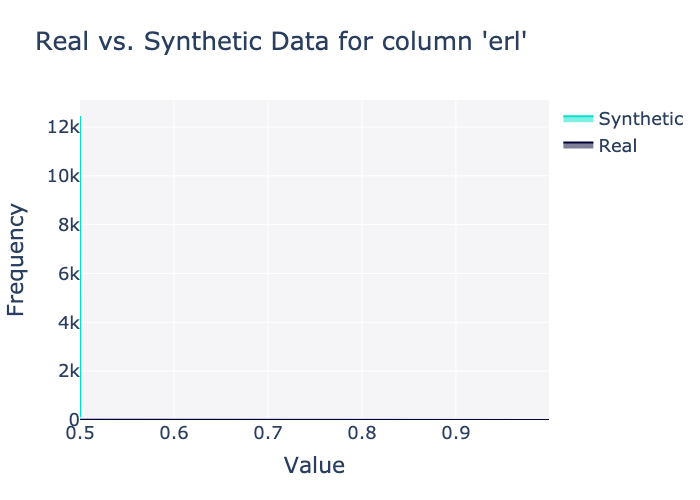 Real vs. Synthetic Data for column 'erl'
Synthetic
Real
12k
10k
8k
6k
4k
2k
0
0.5
0.6
0.7
0.8
0.9
Frequency
Value